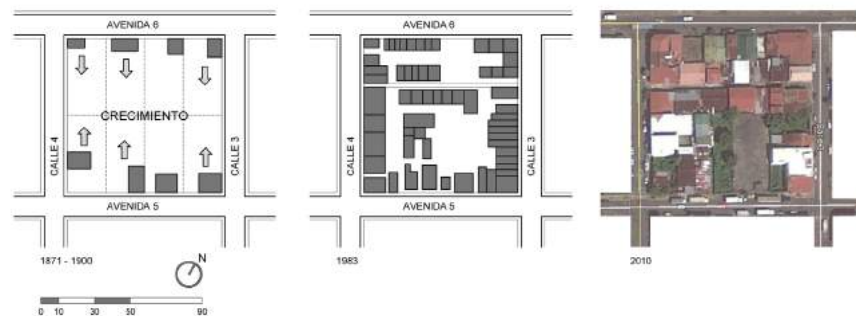 AVENIDA 6
CALLE 4
CRECIMIENTO
CALLE 3
AVENIDA 5
1871 - 1900
N
0 10 30 50 90
AVENIDA 6
CALLE 4
CALLE 3
AVENIDA 5
1983
2010